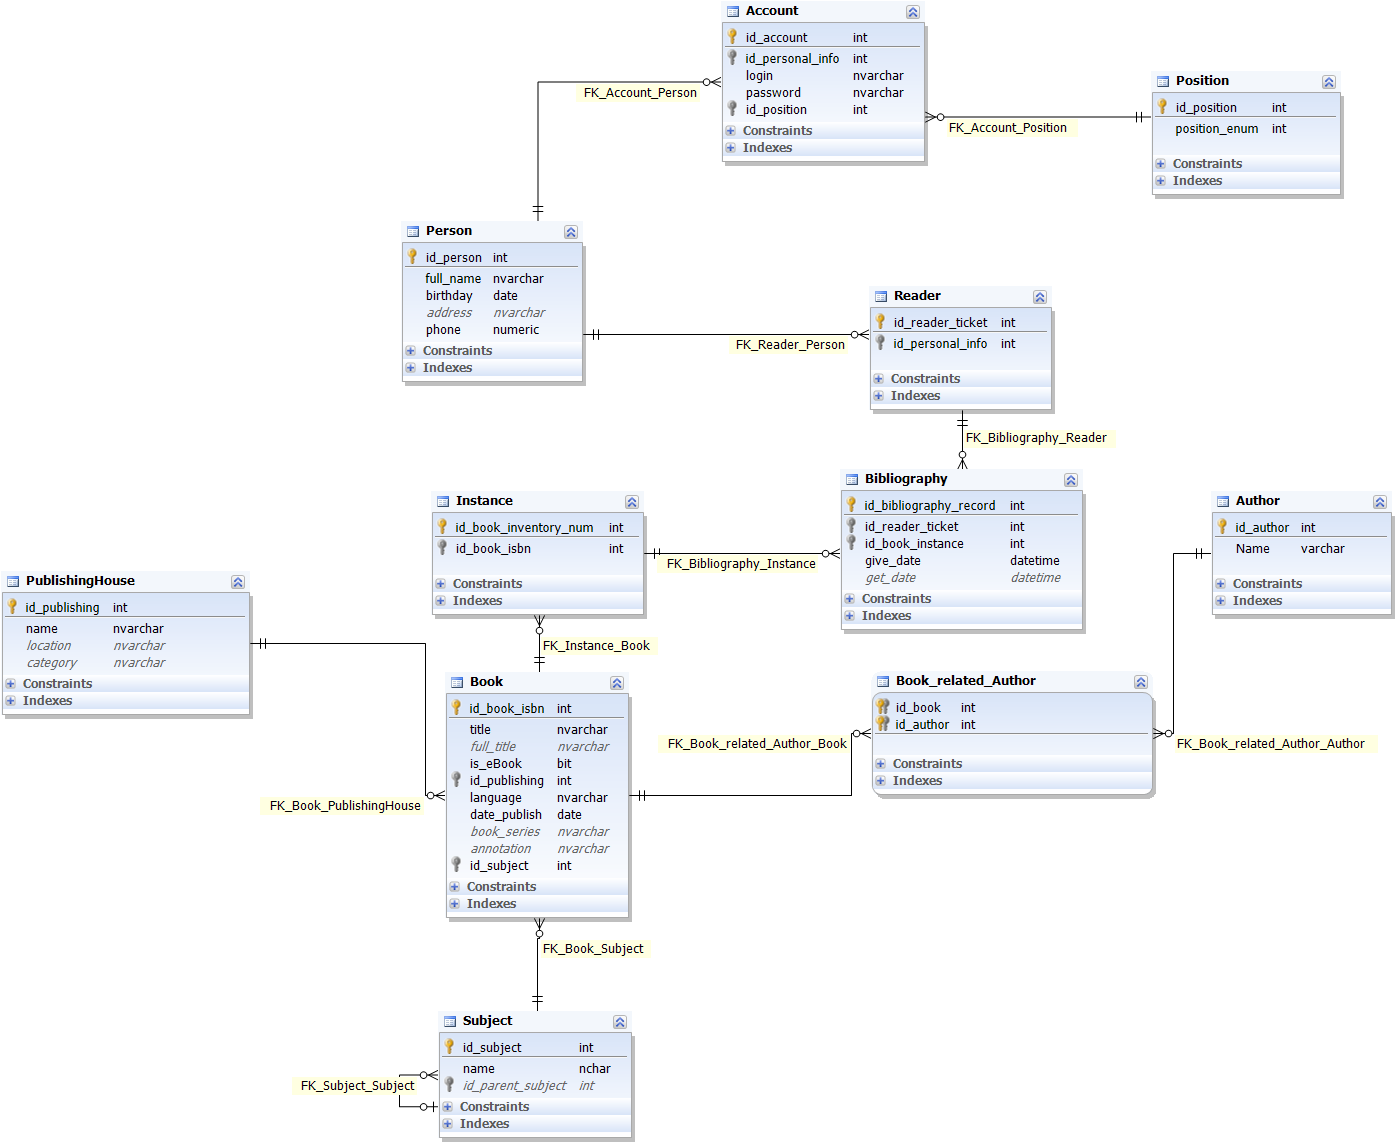 Account
id_account int
id_personal_info int
login nvarchar
password nvarchar
id_position int
Constraints
Indexes
FK_Account_Person
FK_Account_Position
Position
id_position int
position_enum int
Constraints
Indexes
Person
id_person int
full_name nvarchar
birthday date
address nvarchar
phone numeric
Constraints
Indexes
FK_Reader_Person
Reader
id_reader_ticket int
id_personal_info int
Constraints
Indexes
FK_Bibliography_Reader
Bibliography
id_bibliography_record int
id_reader_ticket int
id_book_instance int
give_date datetime
get_date datetime
Constraints
Indexes
Instance
id_book_inventory_num int
id_book_isbn int
Constraints
Indexes
FK_Bibliography_Instance
FK_Instance_Book
Author
id_author int
Name varchar
Constraints
Indexes
PublishingHouse
id_publishing int
name nvarchar
location nvarchar
category nvarchar
Constraints
Indexes
FK_Book_PublishingHouse
Book
id_book_isbn int
title nvarchar
full_title nvarchar
is_eBook bit
id_publishing int
language nvarchar
date_publish date
book_series nvarchar
annotation nvarchar
id_subject int
Constraints
Indexes
Book_related_Author
id_book int
id_author int
Constraints
Indexes
FK_Book_related_Author_Book
FK_Book_related_Author_Author
FK_Book_Subject
Subject
id_subject int
name nchar
id_parent_subject int
Constraints
Indexes
FK_Subject_Subject